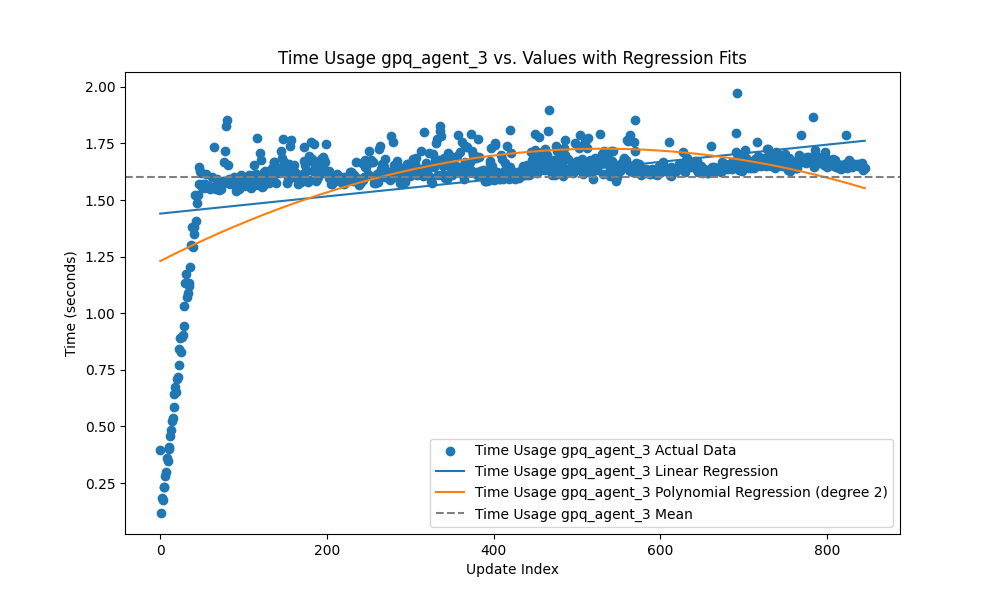 Time Usage gpq_agent_3 vs. Values with Regression Fits
2.00
1.75
1.50
1.25
1.00
0.75
0.50
0.25
Time (seconds)
Time Usage gpq_agent_3 Actual Data
Time Usage gpq_agent_3 Linear Regression
Time Usage gpq_agent_3 Polynomial Regression (degree 2)
Time Usage gpq_agent_3 Mean
0
200
400
600
800
Update Index